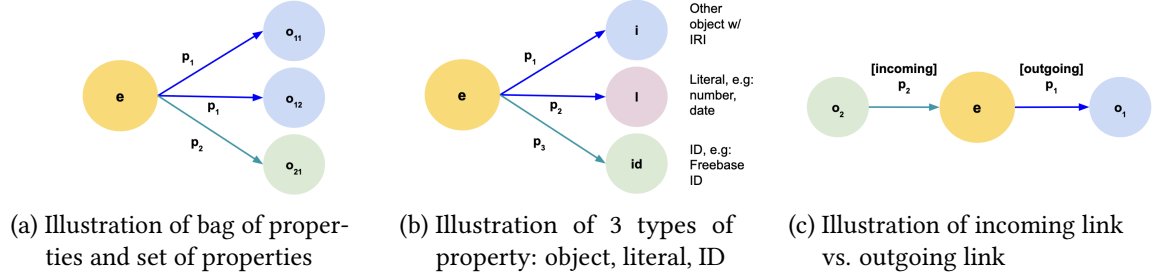 e
p1
p1
p2
o11
o12
o21
(a) Illustration of bag of proper-
ties and set of properties
e
p1
p2
p3
i
l
id
Other
object w/
IRI
Literal, e.g:
number,
date
ID, e.g:
Freebase
ID
(b) Illustration of 3 types of
property: object, literal, ID
o2
[incoming]
p2
e
[outgoing]
p1
o1
(c) Illustration of incoming link
vs. outgoing link